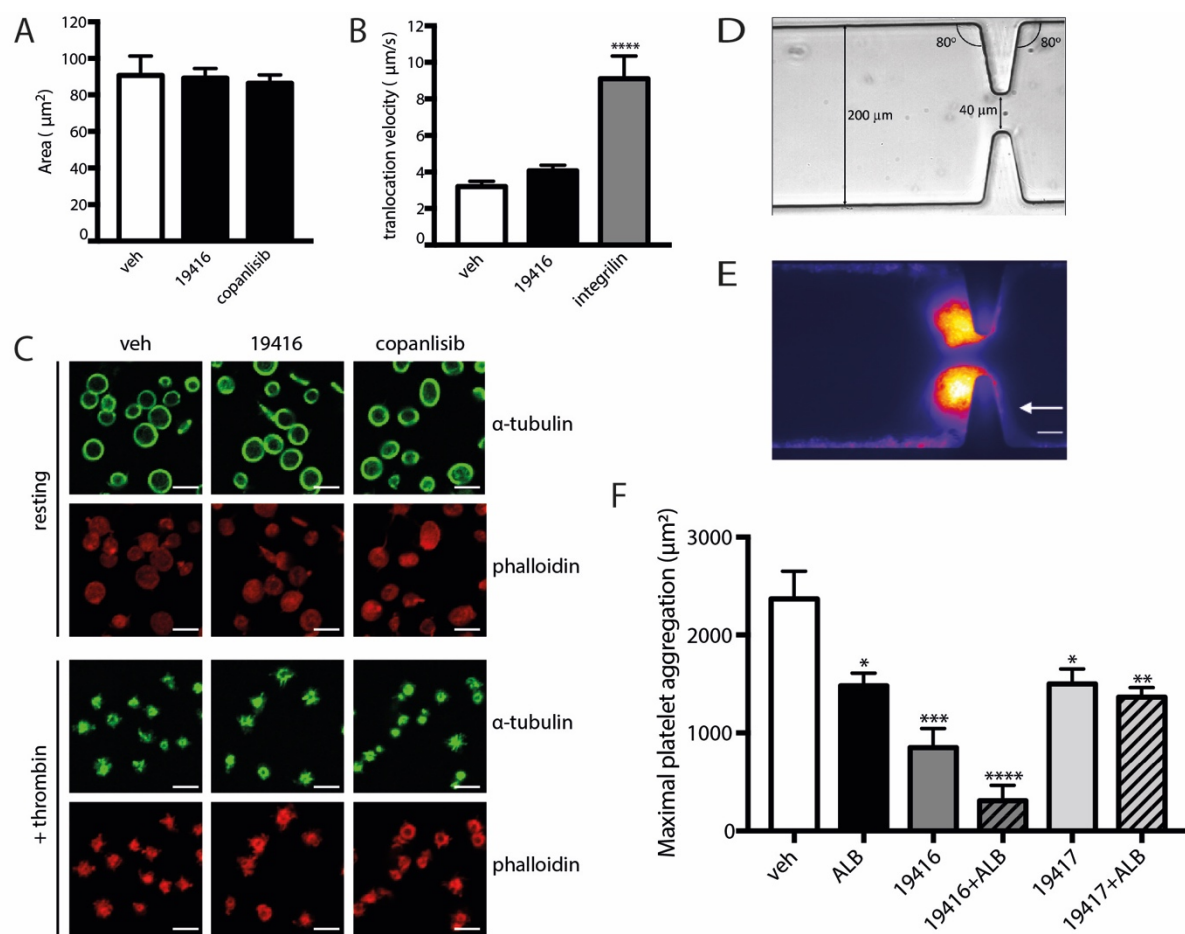 A
Area ( µm²)
120
100
80
60
40
20
0
veh
19416
copanlisib
B
tranlocation velocity ( µm/s)
12
10
8
6
4
2
0
****
veh
19416
integrilin
C
veh
19416
copanlisib
resting
α-tubulin
phalloidin
+ thrombin
α-tubulin
phalloidin
D
80º
80º
200 µm
40 µm
E
F
Maximal platelet aggregation (µm²)
3000
2000
1000
0
*
***
****
*
**
veh
ALB
19416
19416+ALB
19417
19417+ALB